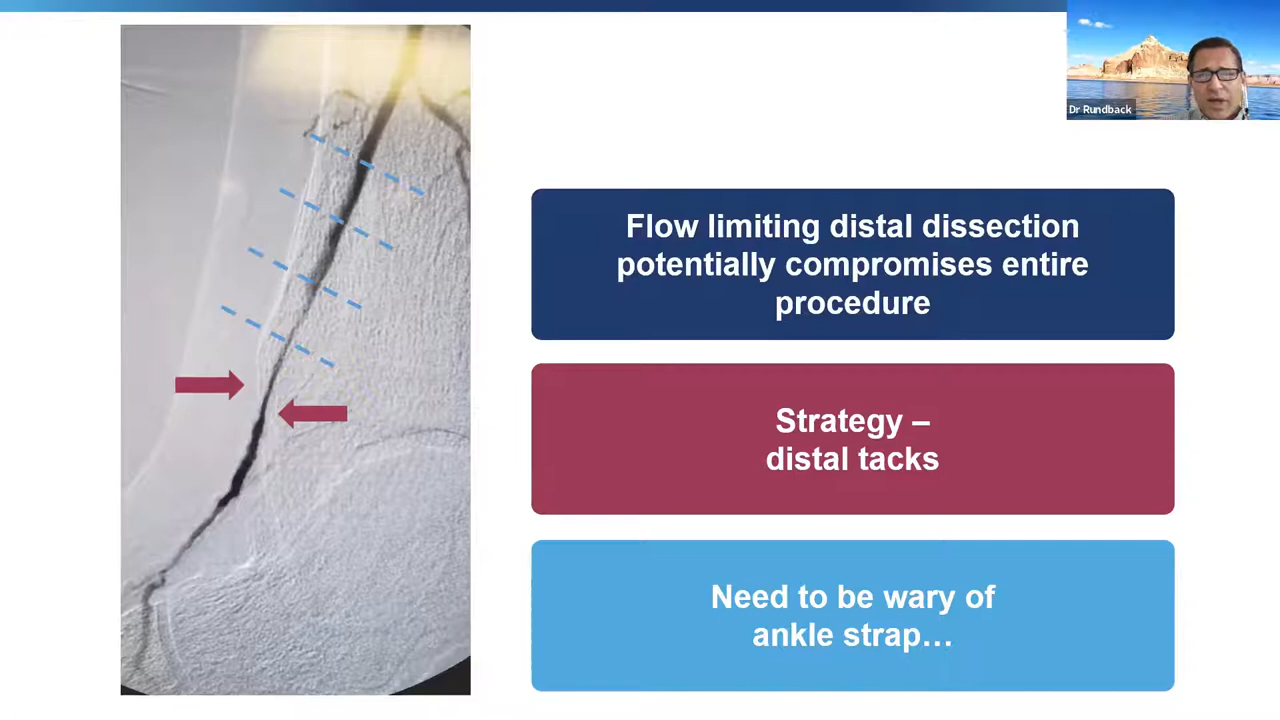 Dr Rundback
Flow limiting distal dissection
potentially compromises entire
procedure
Strategy –
distal tacks
Need to be wary of
ankle strap…